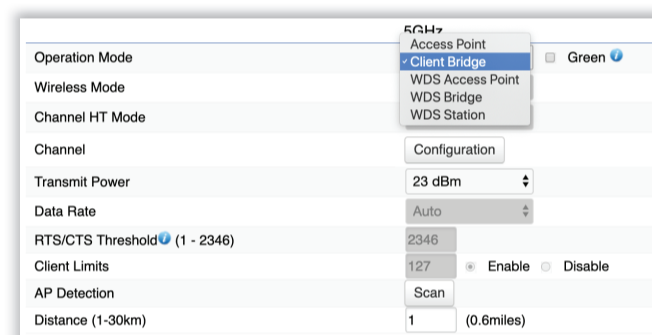 5GHz
Access Point
Operation Mode ✓ Client Bridge Green
WDS Access Point
Wireless Mode WDS Bridge
Channel HT Mode WDS Station
Channel Configuration
Transmit Power 23 dBm
Data Rate Auto
RTS/CTS Threshold (1 - 2346) 2346
Client Limits 127 Enable Disable
AP Detection Scan
Distance (1-30km) 1 (0.6miles)